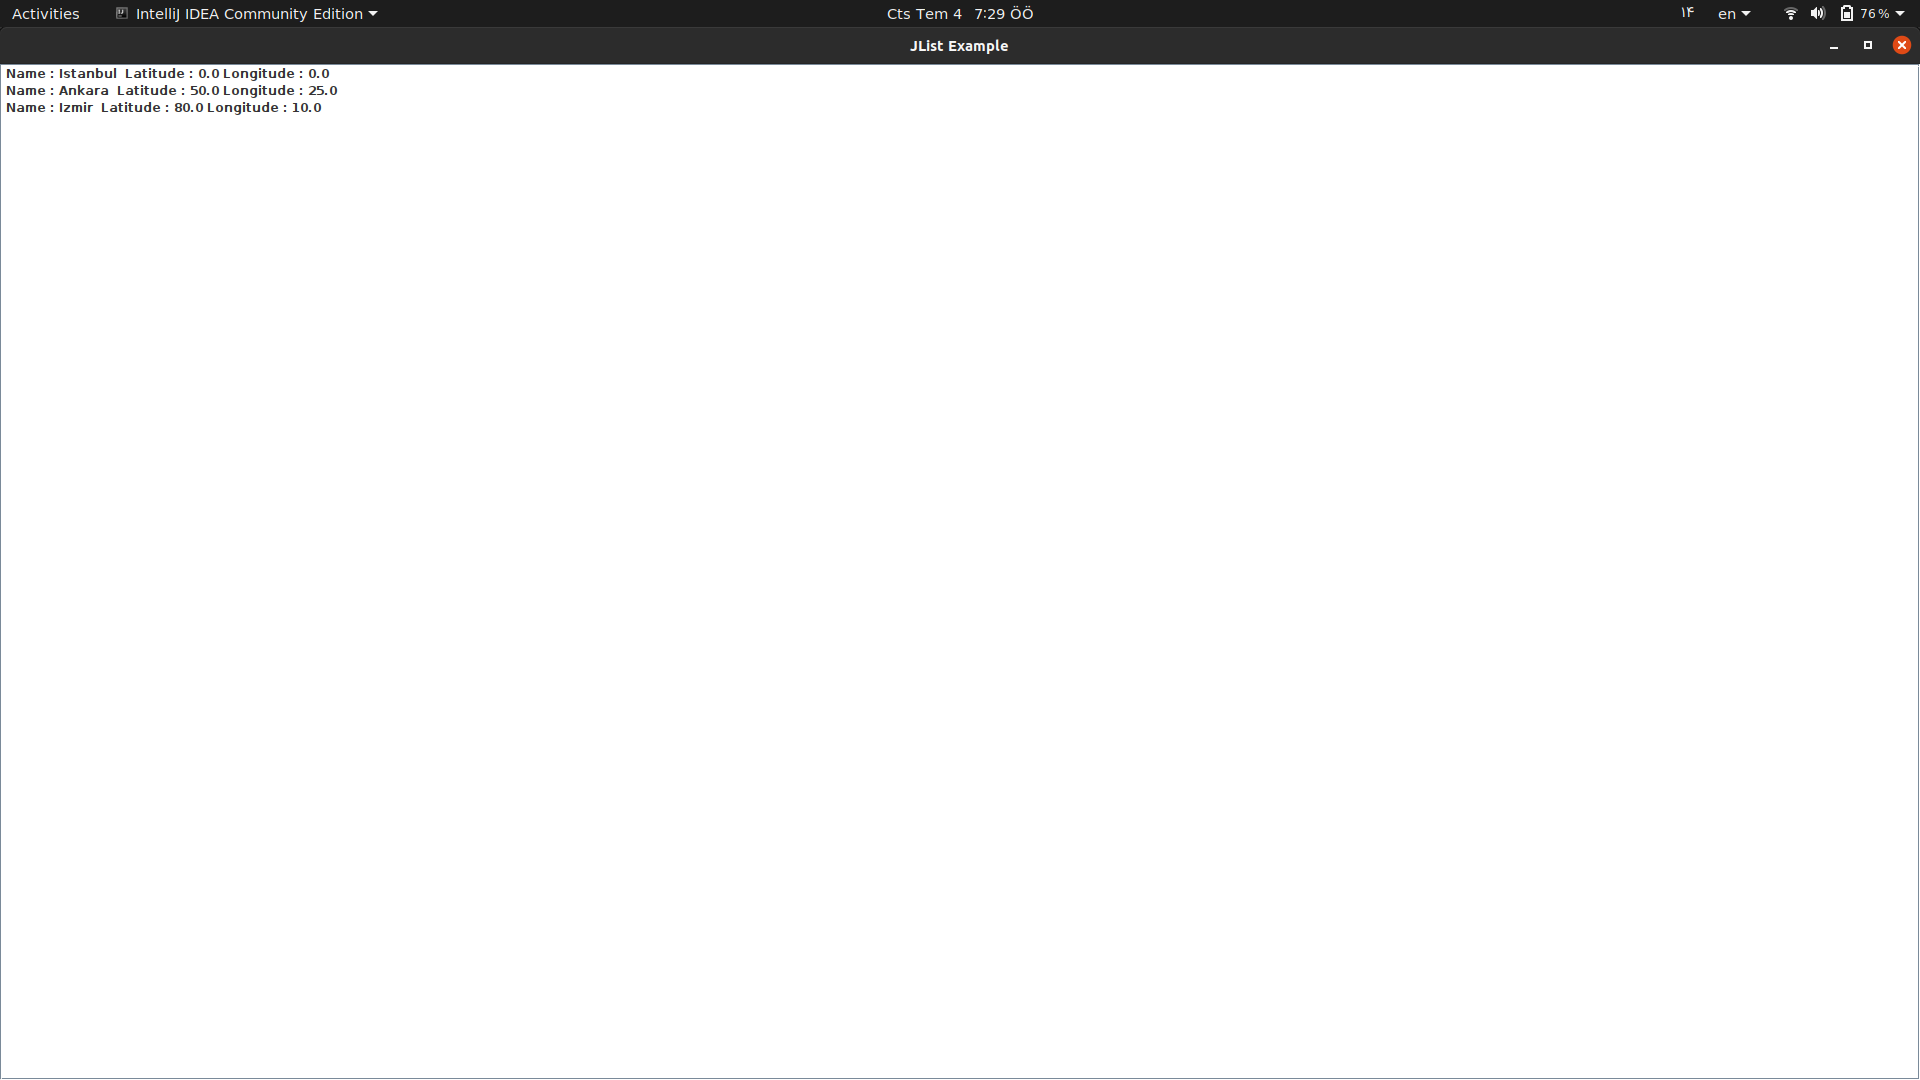 Activities IntelliJ IDEA Community Edition Cts Tem 4 7:29 ÖÖ ۱۴ en 76 %
JList Example
Name : Istanbul Latitude : 0.0 Longitude : 0.0
Name : Ankara Latitude : 50.0 Longitude : 25.0
Name : Izmir Latitude : 80.0 Longitude : 10.0